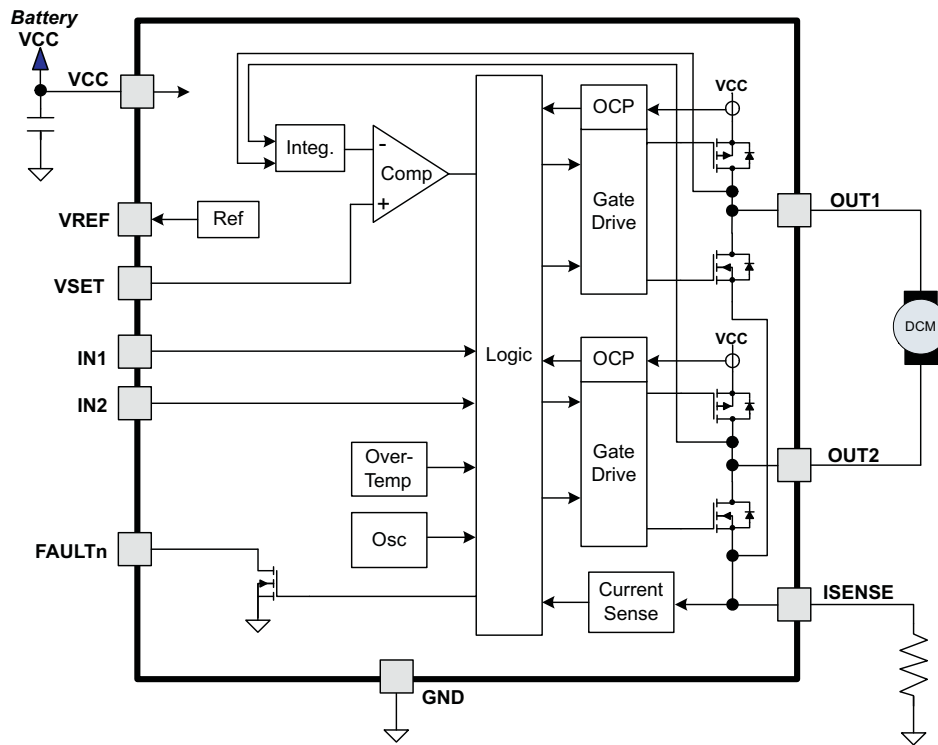 Battery
VCC
VCC
VCC
OCP
Integ.
-
Comp
+
Gate
Drive
OUT1
VREF
Ref
VSET
DCM
IN1
Logic
VCC
OCP
IN2
Over-
Temp
Gate
Drive
OUT2
Osc
FAULTn
Current
Sense
ISENSE
GND